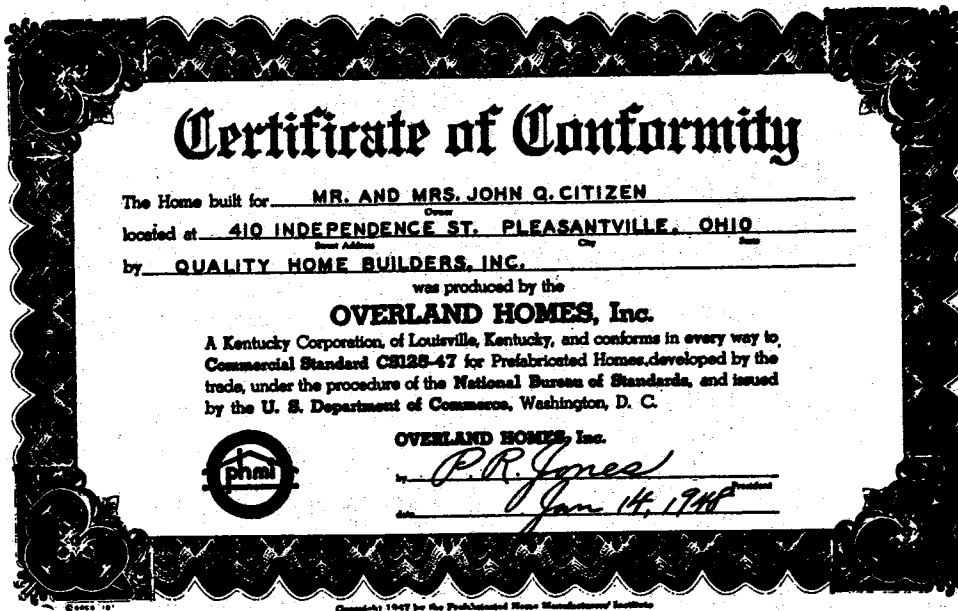 Certificate of Conformity
The Home built for MR. AND MRS. JOHN Q. CITIZEN
Owner
located at 410 INDEPENDENCE ST. PLEASANTVILLE, OHIO
Street Address City State
by QUALITY HOME BUILDERS, INC.
was produced by the
OVERLAND HOMES, Inc.
A Kentucky Corporation, of Louisville, Kentucky, and conforms in every way to
Commercial Standard CS125-47 for Prefabricated Homes, developed by the
trade, under the procedure of the National Bureau of Standards, and issued
by the U. S. Department of Commerce, Washington, D. C.
OVERLAND HOMES, Inc.
phmi
by P. R. Jones
President
date Jan 14, 1948
Copyright 1947 by the Prefabricated Home Manufacturers' Institute